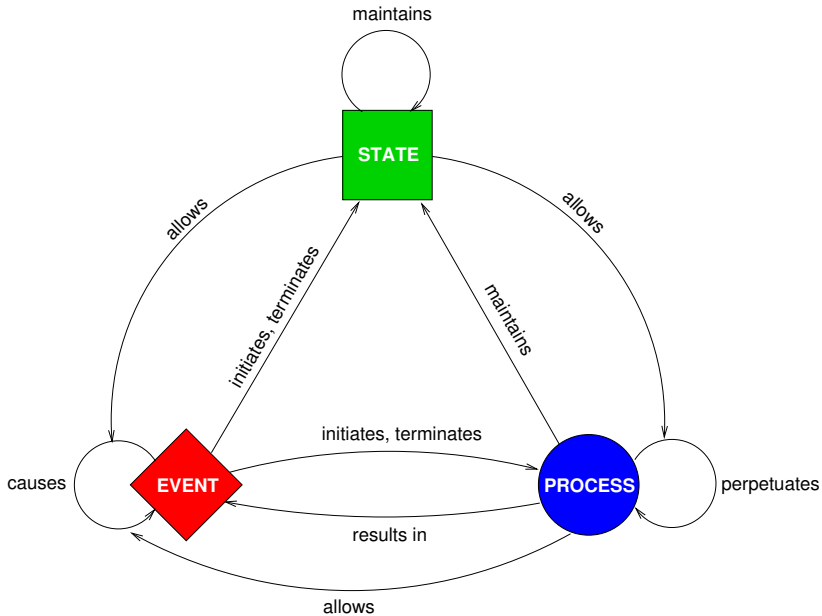 maintains
STATE
allows
allows
initiates, terminates
maintains
initiates, terminates
causes
EVENT
PROCESS
perpetuates
results in
allows